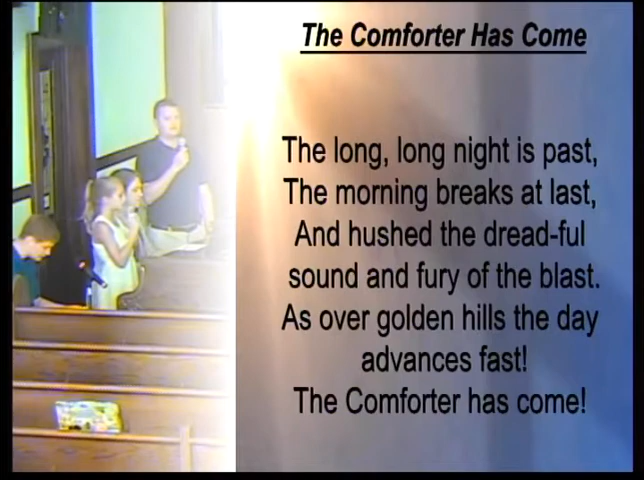 The Comforter Has Come
The long, long night is past,
The morning breaks at last,
And hushed the dread-ful
sound and fury of the blast.
As over golden hills the day
advances fast!
The Comforter has come!